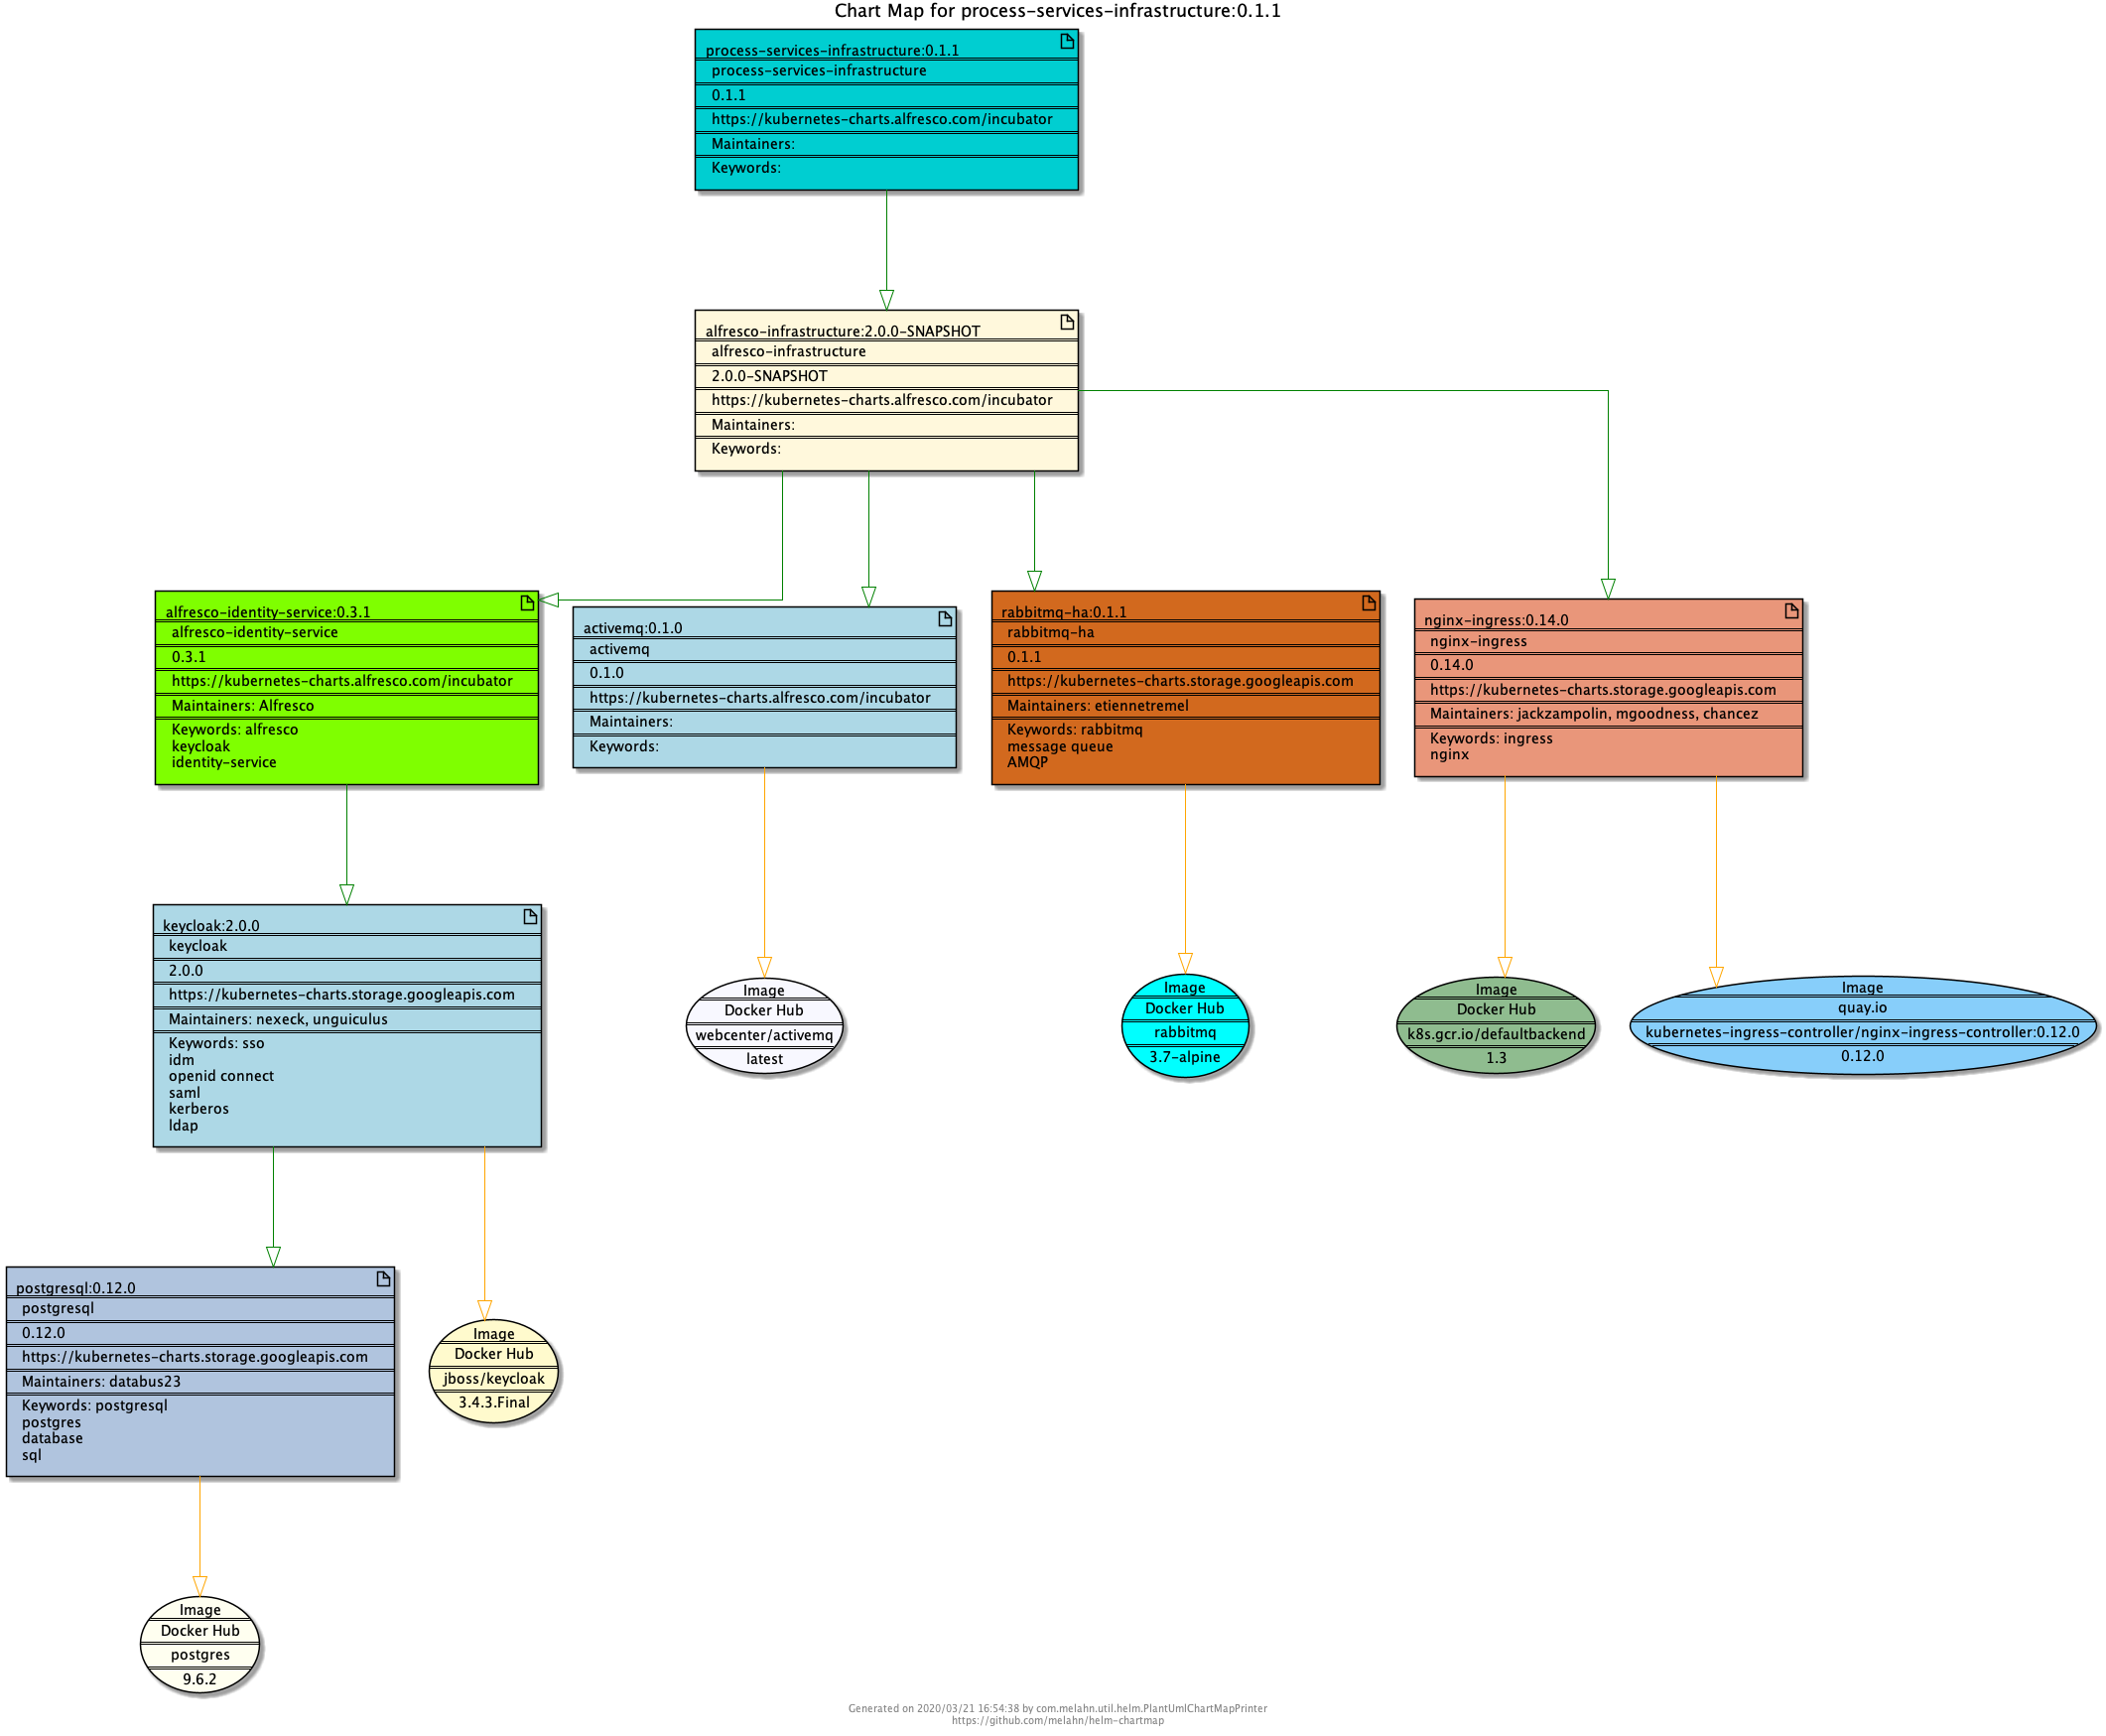 Chart Map for process-services-infrastructure:0.1.1
process-services-infrastructure:0.1.1
process-services-infrastructure
0.1.1
https://kubernetes-charts.alfresco.com/incubator
Maintainers:
Keywords:
alfresco-infrastructure:2.0.0-SNAPSHOT
alfresco-infrastructure
2.0.0-SNAPSHOT
https://kubernetes-charts.alfresco.com/incubator
Maintainers:
Keywords:
alfresco-identity-service:0.3.1
alfresco-identity-service
0.3.1
https://kubernetes-charts.alfresco.com/incubator
Maintainers: Alfresco
Keywords: alfresco
keycloak
identity-service
activemq:0.1.0
activemq
0.1.0
https://kubernetes-charts.alfresco.com/incubator
Maintainers:
Keywords:
rabbitmq-ha:0.1.1
rabbitmq-ha
0.1.1
https://kubernetes-charts.storage.googleapis.com
Maintainers: etiennetremel
Keywords: rabbitmq
message queue
AMQP
nginx-ingress:0.14.0
nginx-ingress
0.14.0
https://kubernetes-charts.storage.googleapis.com
Maintainers: jackzampolin, mgoodness, chancez
Keywords: ingress
nginx
keycloak:2.0.0
keycloak
2.0.0
https://kubernetes-charts.storage.googleapis.com
Maintainers: nexeck, unguiculus
Keywords: sso
idm
openid connect
saml
kerberos
ldap
Image
Docker Hub
webcenter/activemq
latest
Image
Docker Hub
rabbitmq
3.7-alpine
Image
Docker Hub
k8s.gcr.io/defaultbackend
1.3
Image
quay.io
kubernetes-ingress-controller/nginx-ingress-controller:0.12.0
0.12.0
postgresql:0.12.0
postgresql
0.12.0
https://kubernetes-charts.storage.googleapis.com
Maintainers: databus23
Keywords: postgresql
postgres
database
sql
Image
Docker Hub
jboss/keycloak
3.4.3.Final
Image
Docker Hub
postgres
9.6.2
Generated on 2020/03/21 16:54:38 by com.melahn.util.helm.PlantUmlChartMapPrinter
https://github.com/melahn/helm-chartmap